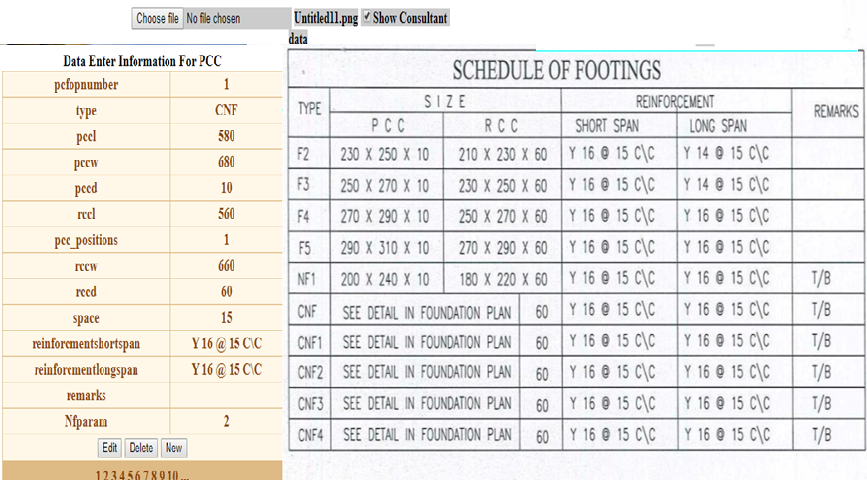 Choose file No file chosen Untitled11.png Show Consultant
data
Data Enter Information For PCC
pcfopnumber 1
type CNF
pccl 580
pccw 680
pccd 10
rccl 560
pcc_positions 1
rccw 660
rccd 60
space 15
reinforcmentshortspan Y 16 @ 15 C\C
reinforcmentlongspan Y 16 @ 15 C\C
remarks
Nfparam 2
Edit Delete New
1 2 3 4 5 6 7 8 9 10 ...
SCHEDULE OF FOOTINGS
TYPE SIZE REINFORCEMENT REMARKS
PCC RCC SHORT SPAN LONG SPAN
F2 230 X 250 X 10 210 X 230 X 60 Y 16 @ 15 C\C Y 14 @ 15 C\C
F3 250 X 270 X 10 230 X 250 X 60 Y 16 @ 15 C\C Y 14 @ 15 C\C
F4 270 X 290 X 10 250 X 270 X 60 Y 16 @ 15 C\C Y 16 @ 15 C\C
F5 290 X 310 X 10 270 X 290 X 60 Y 16 @ 15 C\C Y 16 @ 15 C\C
NF1 200 X 240 X 10 180 X 220 X 60 Y 16 @ 15 C\C Y 16 @ 15 C\C T/B
CNF SEE DETAIL IN FOUNDATION PLAN 60 Y 16 @ 15 C\C Y 16 @ 15 C\C T/B
CNF1 SEE DETAIL IN FOUNDATION PLAN 60 Y 16 @ 15 C\C Y 16 @ 15 C\C T/B
CNF2 SEE DETAIL IN FOUNDATION PLAN 60 Y 16 @ 15 C\C Y 16 @ 15 C\C T/B
CNF3 SEE DETAIL IN FOUNDATION PLAN 60 Y 16 @ 15 C\C Y 16 @ 15 C\C T/B
CNF4 SEE DETAIL IN FOUNDATION PLAN 60 Y 16 @ 15 C\C Y 16 @ 15 C\C T/B